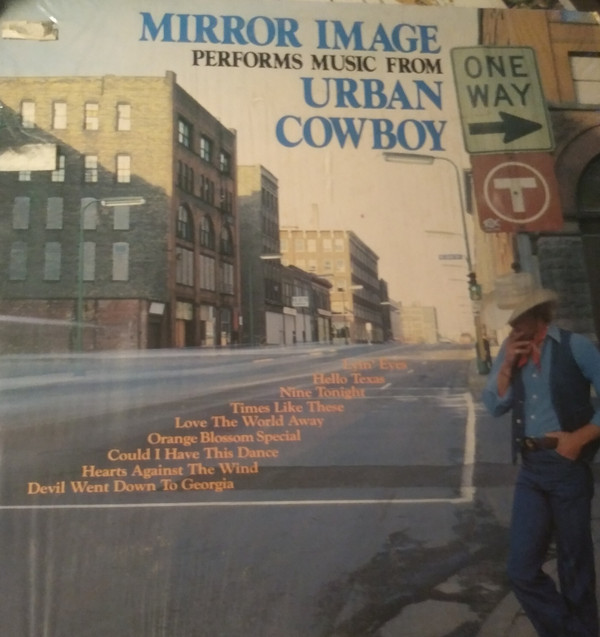 MIRROR IMAGE
PERFORMS MUSIC FROM
URBAN
COWBOY
ONE
WAY
T
Lyin' Eyes
Hello Texas
Nine Tonight
Times Like These
Love The World Away
Orange Blossom Special
Could I Have This Dance
Hearts Against The Wind
Devil Went Down To Georgia